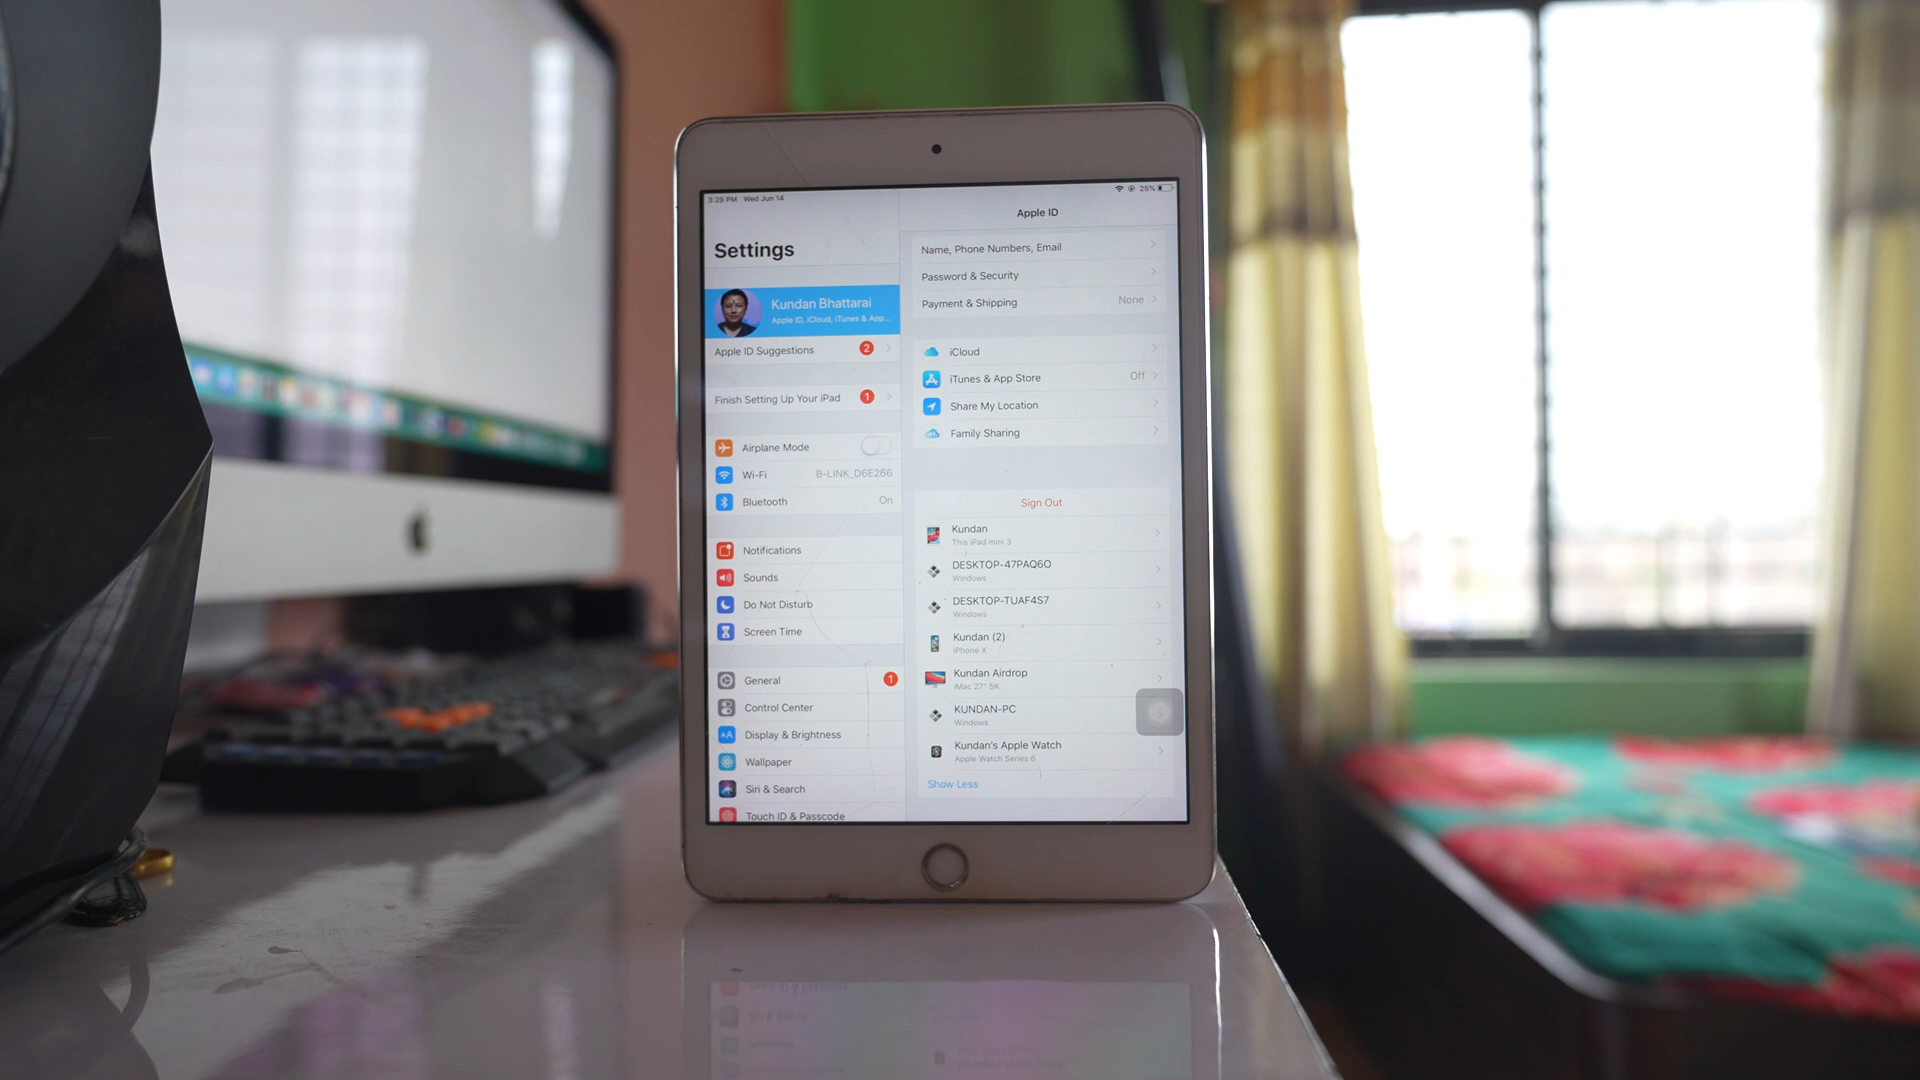 3:29 PM Wed Jun 14
25%
Settings
Kundan Bhattarai
Apple ID, iCloud, iTunes & App...
Apple ID Suggestions 2
Finish Setting Up Your iPad 1
Airplane Mode
Wi-Fi B-LINK_D6E266
Bluetooth On
Notifications
Sounds
Do Not Disturb
Screen Time
General 1
Control Center
AA Display & Brightness
Wallpaper
Siri & Search
Touch ID & Passcode
Apple ID
Name, Phone Numbers, Email
Password & Security
Payment & Shipping None
iCloud
iTunes & App Store Off
Share My Location
Family Sharing
Sign Out
Kundan
This iPad mini 3
DESKTOP-47PAQ6O
Windows
DESKTOP-TUAF4S7
Windows
Kundan (2)
iPhone X
Kundan Airdrop
iMac 27" 5K
KUNDAN-PC
Windows
Kundan's Apple Watch
Apple Watch Series 6
Show Less